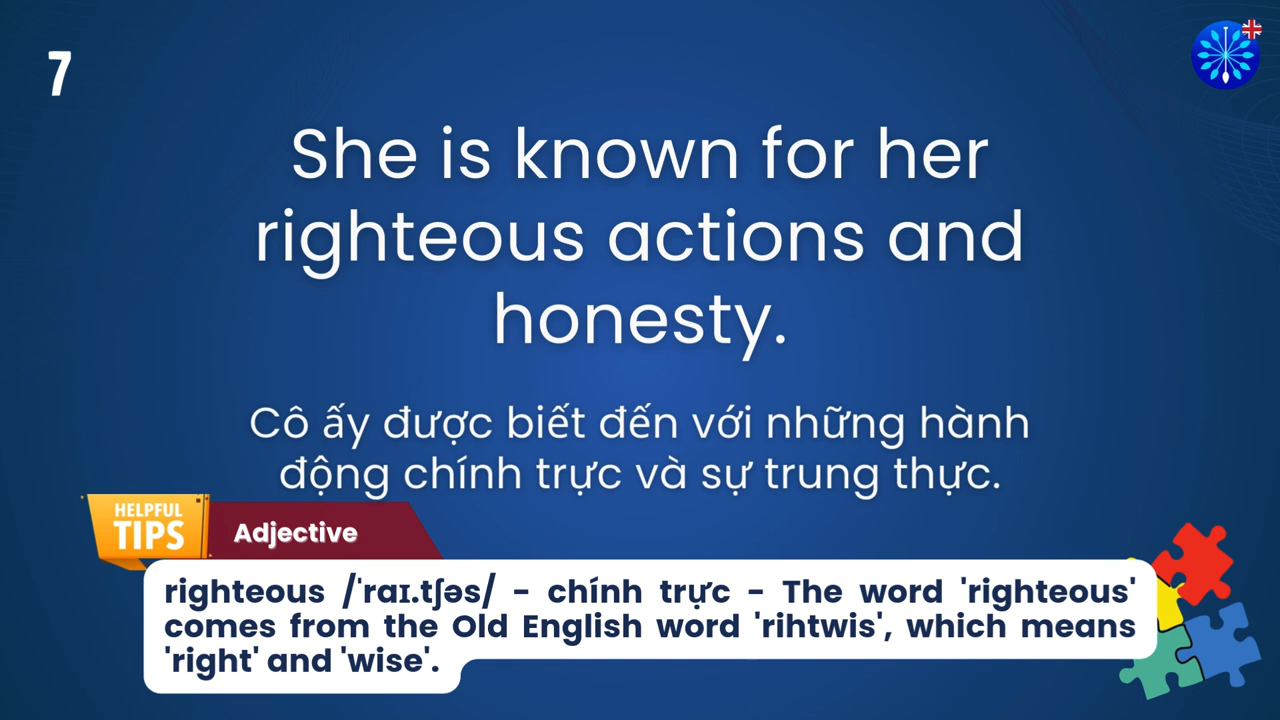 7
She is known for her
righteous actions and
honesty.
Cô ấy được biết đến với những hành
động chính trực và sự trung thực.
HELPFUL
TIPS
Adjective
righteous /ˈraɪ.tʃəs/ - chính trực - The word 'righteous'
comes from the Old English word 'rihtwis', which means
'right' and 'wise'.